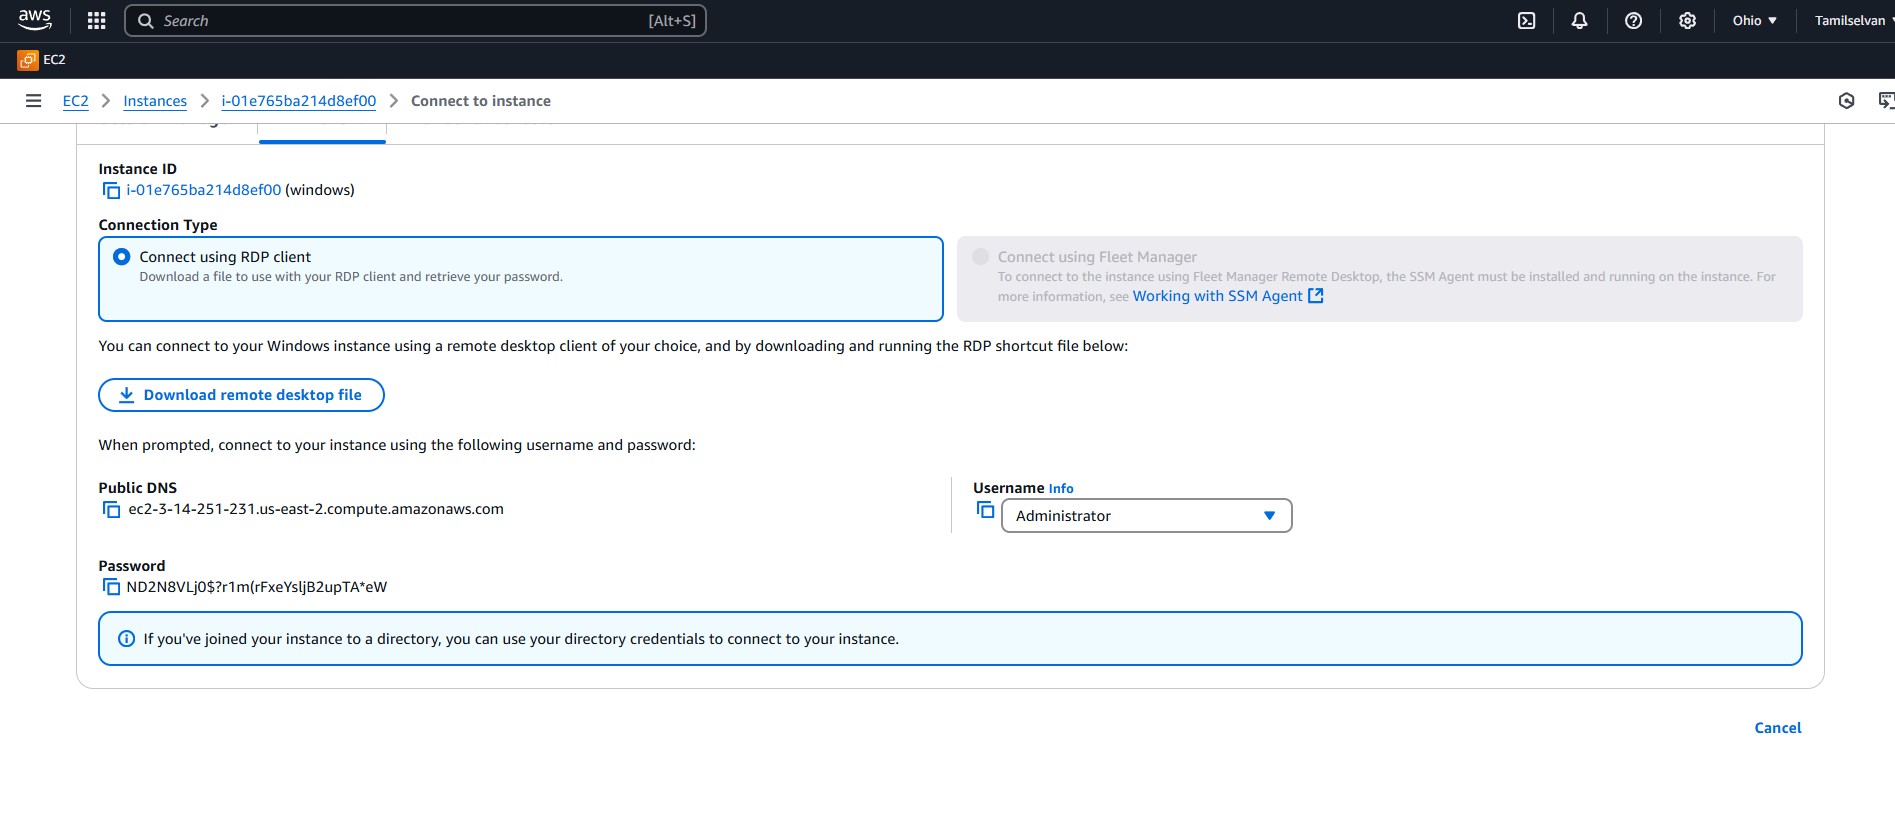 aws Search [Alt+S] Ohio Tamilselvan
EC2
EC2 Instances i-01e765ba214d8ef00 Connect to instance
Instance ID
i-01e765ba214d8ef00 (windows)
Connection Type
Connect using RDP client
Download a file to use with your RDP client and retrieve your password.
Connect using Fleet Manager
To connect to the instance using Fleet Manager Remote Desktop, the SSM Agent must be installed and running on the instance. For
more information, see Working with SSM Agent
You can connect to your Windows instance using a remote desktop client of your choice, and by downloading and running the RDP shortcut file below:
Download remote desktop file
When prompted, connect to your instance using the following username and password:
Public DNS
ec2-3-14-251-231.us-east-2.compute.amazonaws.com
Username Info
Administrator
Password
ND2N8VLj0$?r1m(rFxeYsljB2upTA*eW
If you've joined your instance to a directory, you can use your directory credentials to connect to your instance.
Cancel